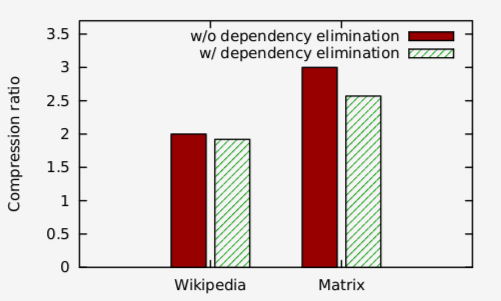 w/o dependency elimination
w/ dependency elimination
Compression ratio
3.5
3
2.5
2
1.5
1
0.5
0
Wikipedia Matrix